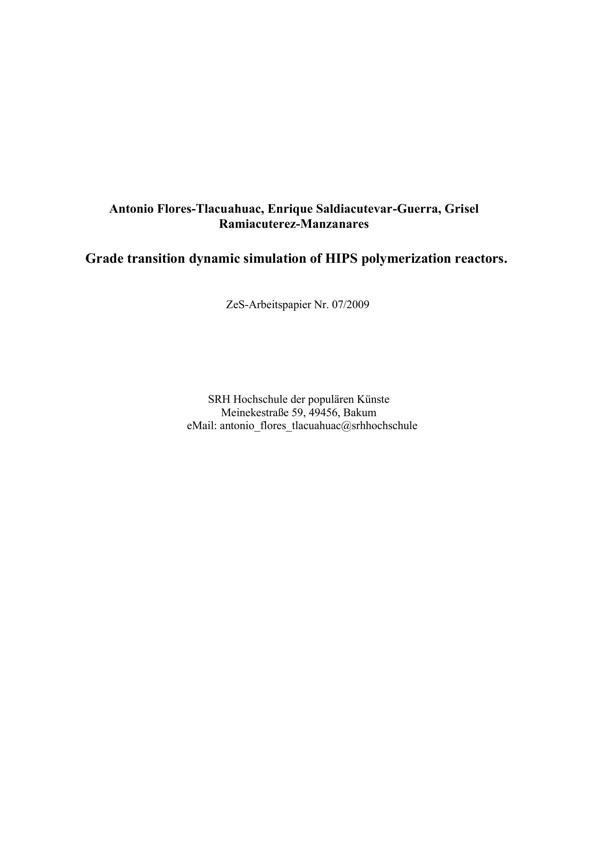 Antonio Flores-Tlacuahuac, Enrique Saldiacutevar-Guerra, Grisel
Ramiacuterez-Manzanares
Grade transition dynamic simulation of HIPS polymerization reactors.
ZeS-Arbeitspapier Nr. 07/2009
SRH Hochschule der populären Künste
Meinekestraße 59, 49456, Bakum
eMail: antonio_flores_tlacuahuac@srhhochschule